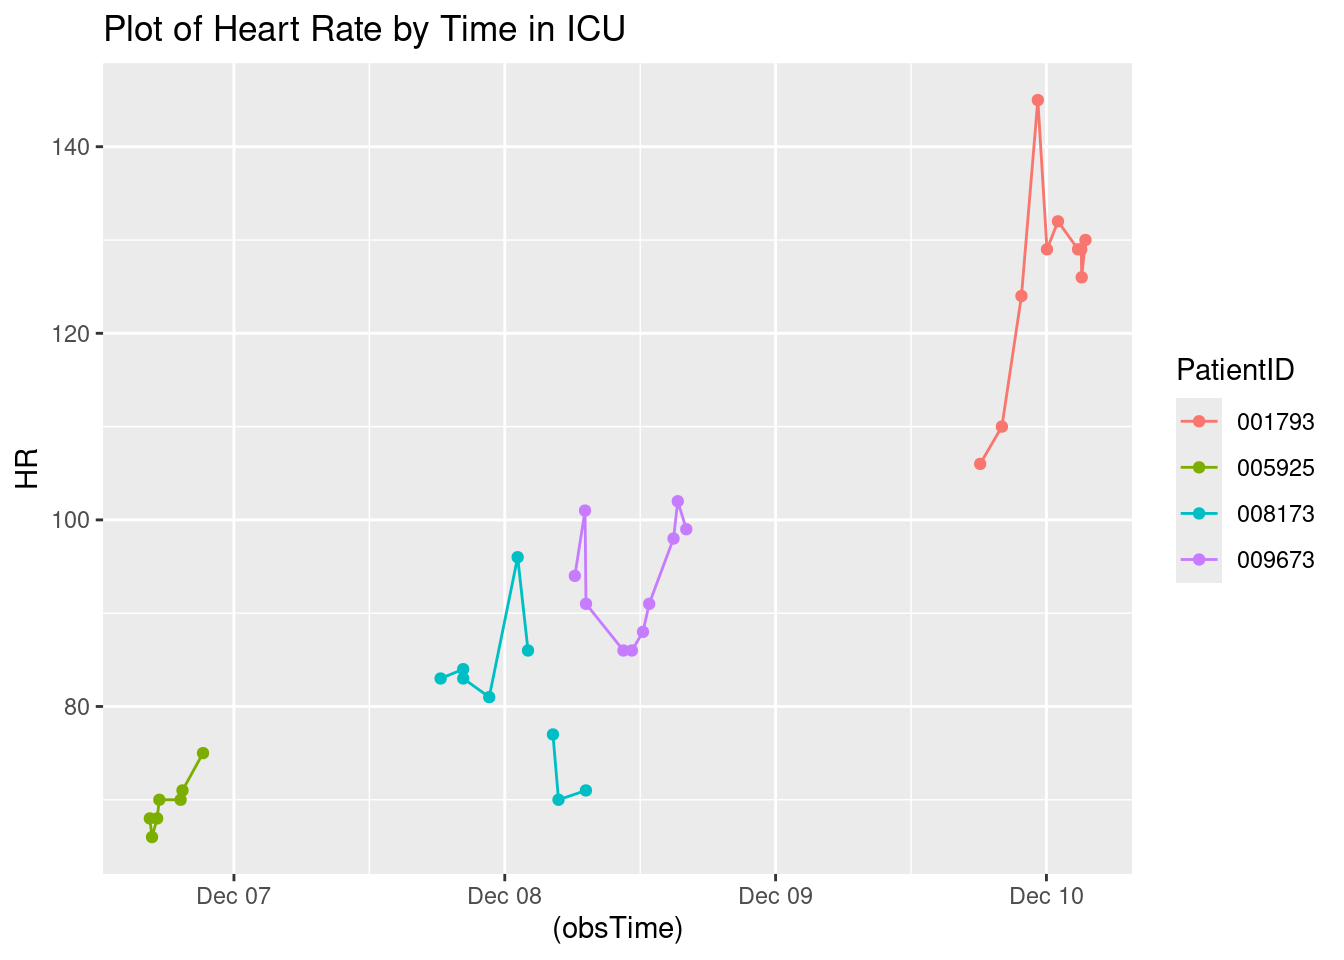 Plot of Heart Rate by Time in ICU
HR
140
120
100
80
Dec 07
Dec 08
Dec 09
Dec 10
(obsTime)
PatientID
001793
005925
008173
009673